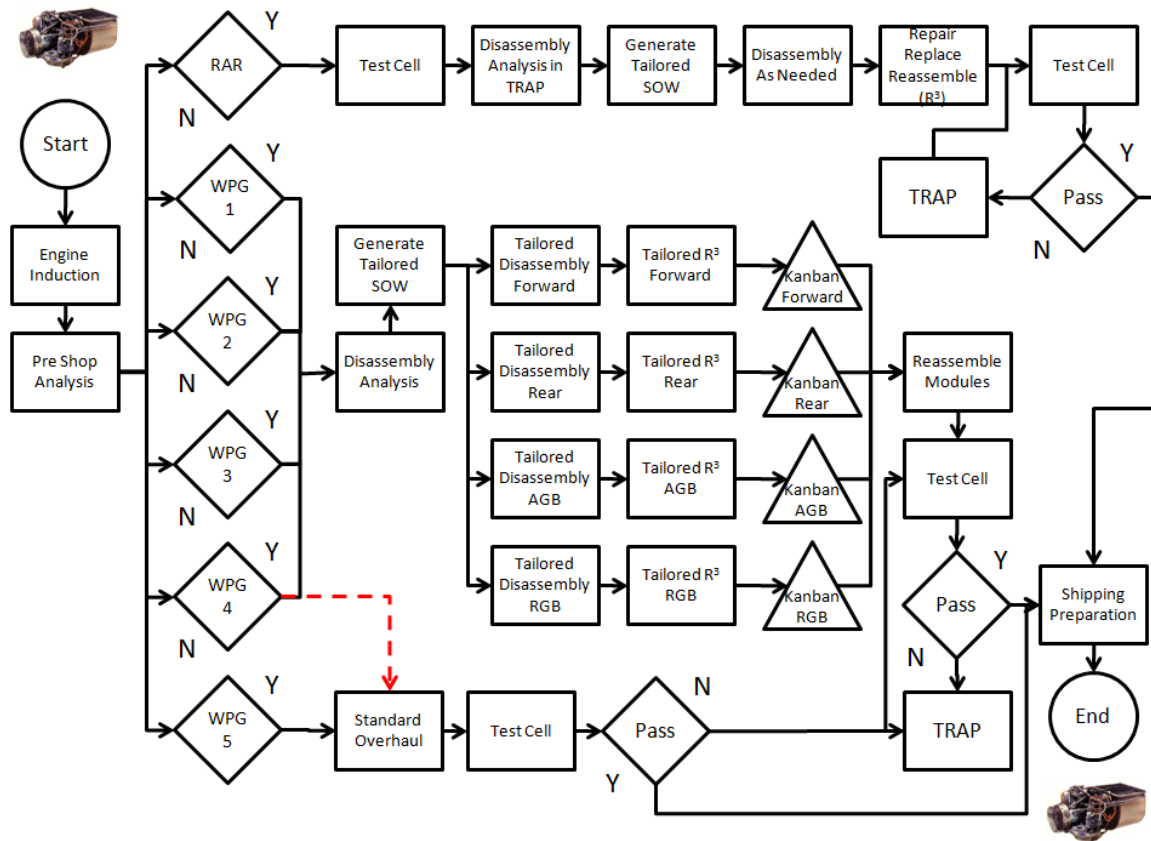 RAR
Y
N
Test Cell
Disassembly
Analysis in
TRAP
Generate
Tailored
SOW
Disassembly
As Needed
Repair
Replace
Reassemble
(R³)
Test Cell
Start
WPG
1
Y
N
TRAP
Pass
Y
N
Engine
Induction
Generate
Tailored
SOW
Tailored
Disassembly
Forward
Tailored R³
Forward
Kanban
Forward
WPG
2
Y
N
Pre Shop
Analysis
Disassembly
Analysis
Tailored
Disassembly
Rear
Tailored R³
Rear
Kanban
Rear
Reassemble
Modules
WPG
3
Y
N
Tailored
Disassembly
AGB
Tailored R³
AGB
Kanban
AGB
Test Cell
WPG
4
Y
N
Tailored
Disassembly
RGB
Tailored R³
RGB
Kanban
RGB
Pass
Y
N
Shipping
Preparation
WPG
5
Y
Standard
Overhaul
Test Cell
Pass
N
Y
TRAP
End